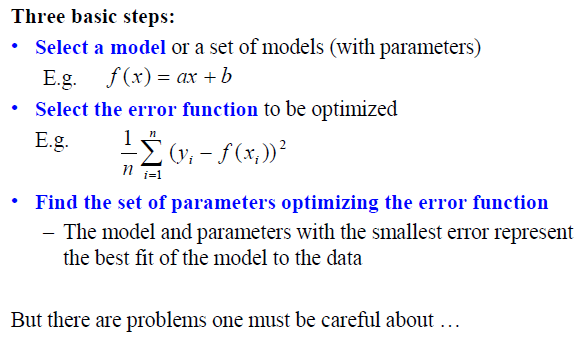 Three basic steps:
• Select a model or a set of models (with parameters)
E.g. f(x) = ax + b
• Select the error function to be optimized
E.g. \frac{1}{n} \sum_{i=1}^{n} (y_i − f(x_i))^2
• Find the set of parameters optimizing the error function
– The model and parameters with the smallest error represent
the best fit of the model to the data
But there are problems one must be careful about …